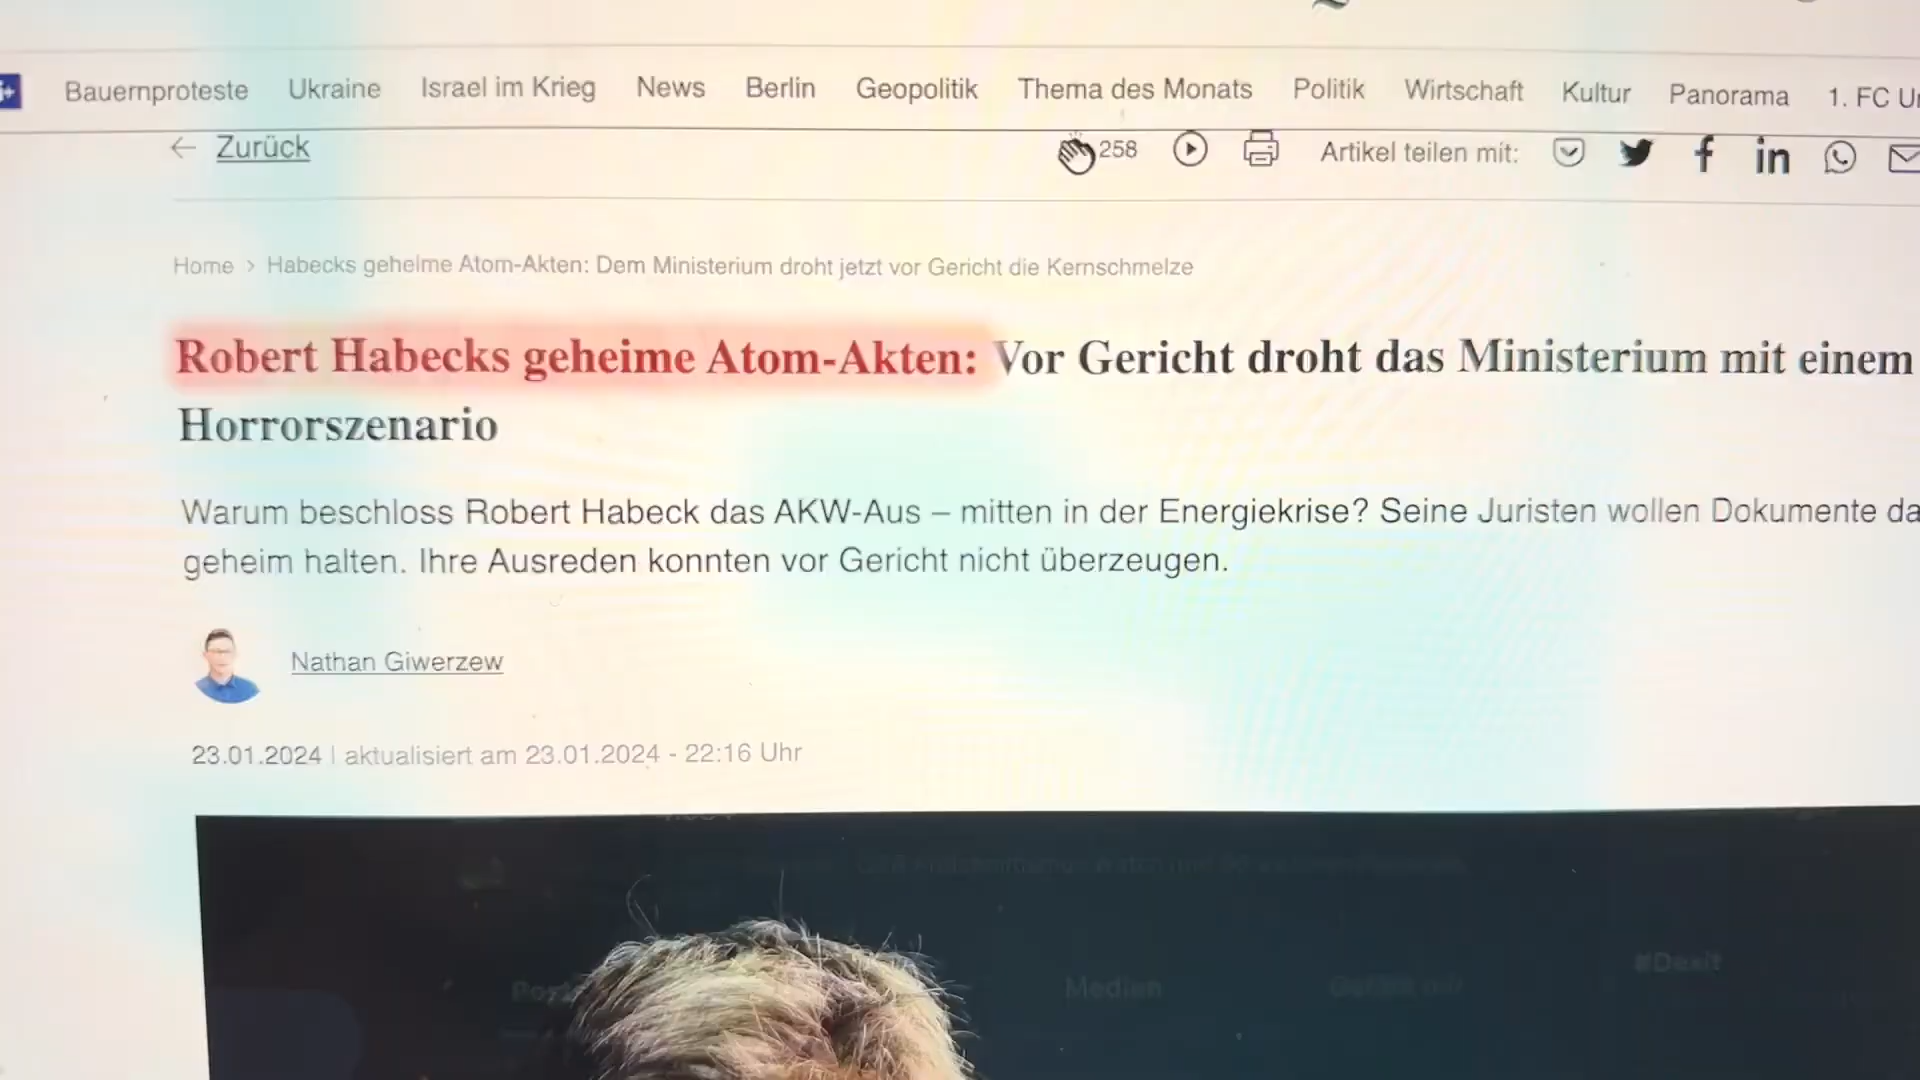 Bauernproteste Ukraine Israel im Krieg News Berlin Geopolitik Thema des Monats Politik Wirtschaft Kultur Panorama 1. FC
← Zurück 258 Artikel teilen mit:
Home > Habecks geheime Atom-Akten: Dem Ministerium droht jetzt vor Gericht die Kernschmelze
Robert Habecks geheime Atom-Akten: Vor Gericht droht das Ministerium mit einem
Horrorszenario
Warum beschloss Robert Habeck das AKW-Aus – mitten in der Energiekrise? Seine Juristen wollen Dokumente
geheim halten. Ihre Ausreden konnten vor Gericht nicht überzeugen.
Nathan Giwerzew
23.01.2024 | aktualisiert am 23.01.2024 - 22:16 Uhr
#Dexit
Medien